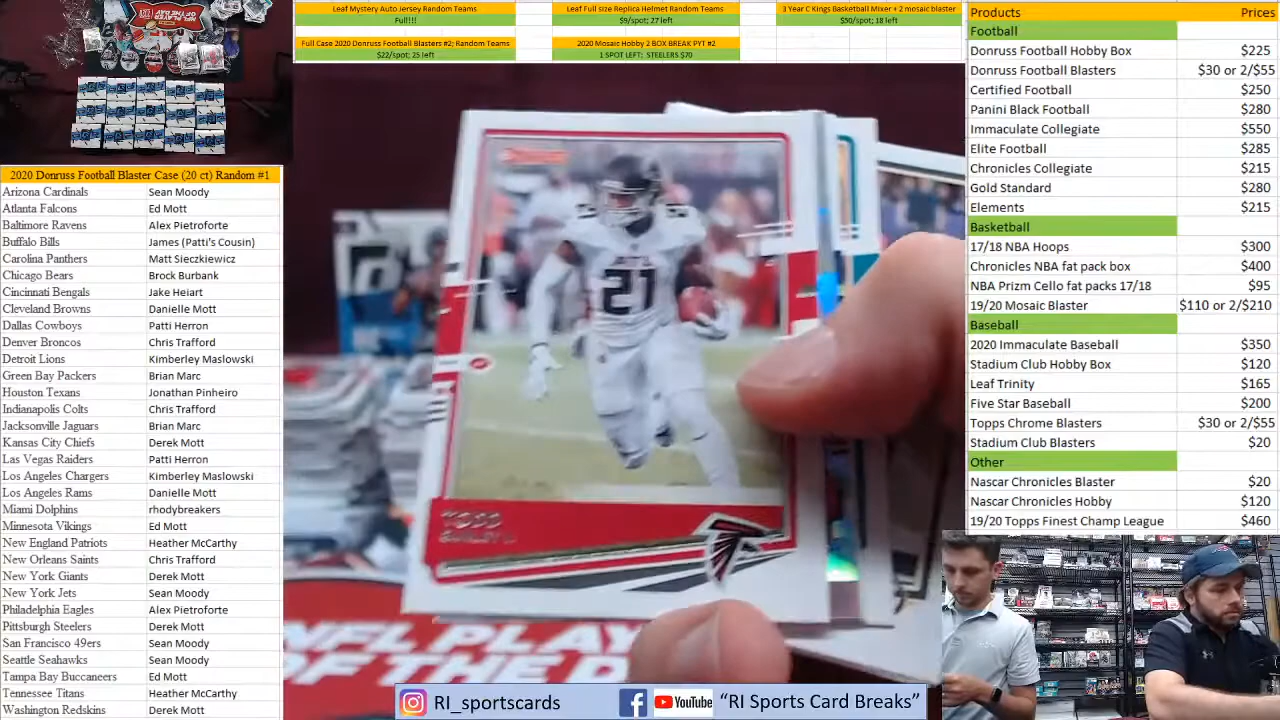 Leaf Mystery Auto Jersey Random Teams
Full!!!
Leaf Full size Replica Helmet Random Teams
$9/spot; 27 left
3 Year C Kings Basketball Mixer + 2 mosaic blaster
$50/spot; 18 left
Full Case 2020 Donruss Football Blasters #2; Random Teams
$22/spot; 25 left
2020 Mosaic Hobby 2 BOX BREAK PYT #2
1 SPOT LEFT; STEELERS $70
2020 Donruss Football Blaster Case (20 ct) Random #1
Arizona Cardinals Sean Moody
Atlanta Falcons Ed Mott
Baltimore Ravens Alex Pietroforte
Buffalo Bills James (Patti's Cousin)
Carolina Panthers Matt Sieczkiewicz
Chicago Bears Brock Burbank
Cincinnati Bengals Jake Heiart
Cleveland Browns Danielle Mott
Dallas Cowboys Patti Herron
Denver Broncos Chris Trafford
Detroit Lions Kimberley Maslowski
Green Bay Packers Brian Marc
Houston Texans Jonathan Pinheiro
Indianapolis Colts Chris Trafford
Jacksonville Jaguars Brian Marc
Kansas City Chiefs Derek Mott
Las Vegas Raiders Patti Herron
Los Angeles Chargers Kimberley Maslowski
Los Angeles Rams Danielle Mott
Miami Dolphins rhodybreakers
Minnesota Vikings Ed Mott
New England Patriots Heather McCarthy
New Orleans Saints Chris Trafford
New York Giants Derek Mott
New York Jets Sean Moody
Philadelphia Eagles Alex Pietroforte
Pittsburgh Steelers Derek Mott
San Francisco 49ers Sean Moody
Seattle Seahawks Sean Moody
Tampa Bay Buccaneers Ed Mott
Tennessee Titans Heather McCarthy
Washington Redskins Derek Mott
21
TODD
GURLEY II
NFL PLAY
OF THE D
RI_sportscards
YouTube
"RI Sports Card Breaks"
Products Prices
Football
Donruss Football Hobby Box $225
Donruss Football Blasters $30 or 2/$55
Certified Football $250
Panini Black Football $280
Immaculate Collegiate $550
Elite Football $285
Chronicles Collegiate $215
Gold Standard $280
Elements $215
Basketball
17/18 NBA Hoops $300
Chronicles NBA fat pack box $400
NBA Prizm Cello fat packs 17/18 $95
19/20 Mosaic Blaster $110 or 2/$210
Baseball
2020 Immaculate Baseball $350
Stadium Club Hobby Box $120
Leaf Trinity $165
Five Star Baseball $200
Topps Chrome Blasters $30 or 2/$55
Stadium Club Blasters $20
Other
Nascar Chronicles Blaster $20
Nascar Chronicles Hobby $120
19/20 Topps Finest Champ League $460